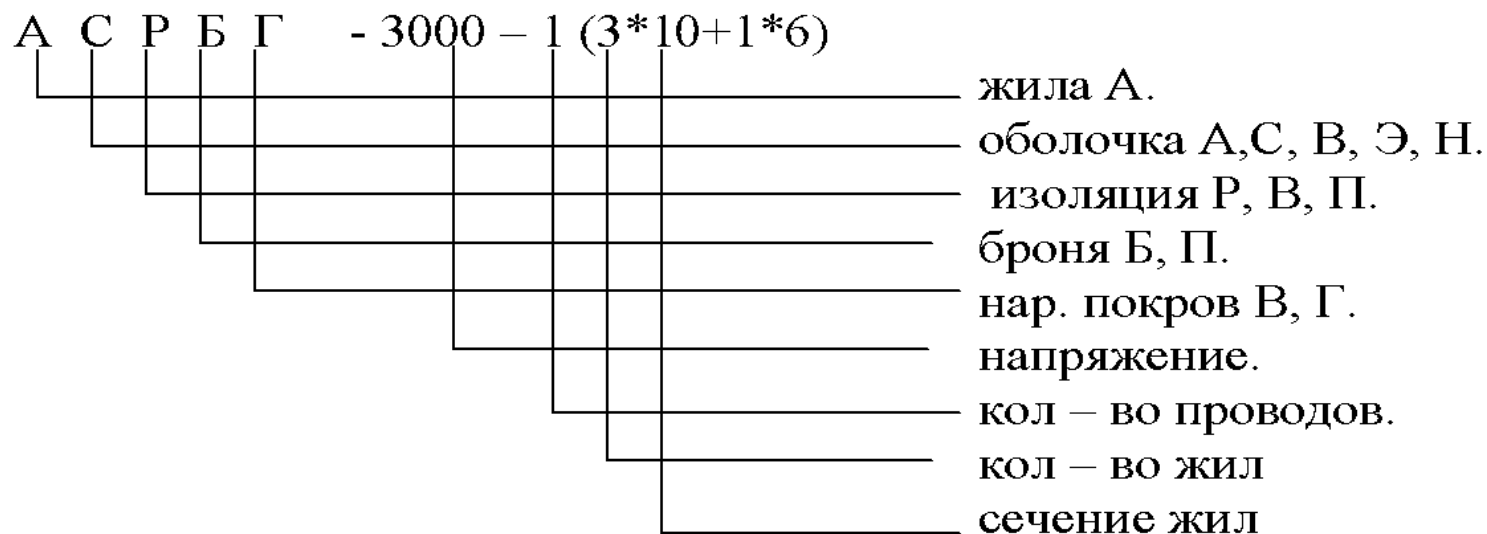 А С Р Б Г - 3000 – 1 (3*10+1*6)
жила А.
оболочка А,С, В, Э, Н.
изоляция Р, В, П.
броня Б, П.
нар. покров В, Г.
напряжение.
кол – во проводов.
кол – во жил
сечение жил